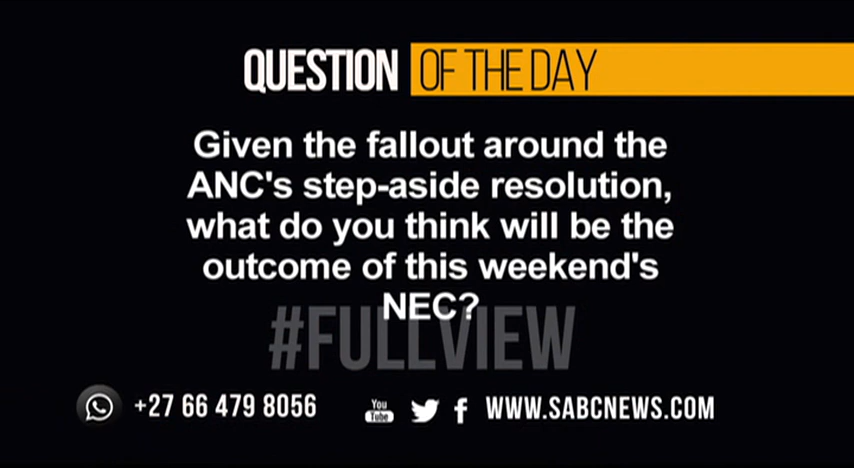 QUESTION OF THE DAY
Given the fallout around the
ANC's step-aside resolution,
what do you think will be the
outcome of this weekend's
NEC?
#FULLVIEW
+27 66 479 8056 You Tube WWW.SABCNEWS.COM